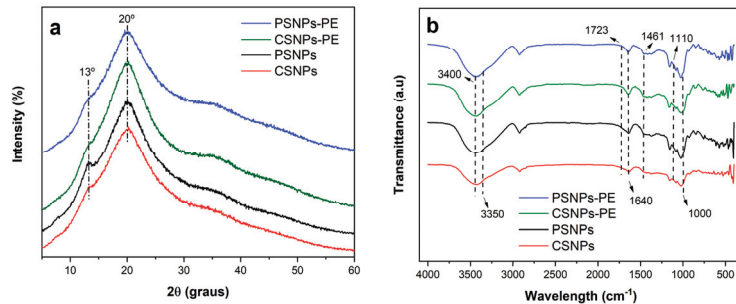 a
20°
13°
PSNPs-PE
CSNPs-PE
PSNPs
CSNPs
Intensity (%)
10 20 30 40 50 60
2θ (graus)
b
1723 1461 1110
3400
3350
1640
1000
PSNPs-PE
CSNPs-PE
PSNPs
CSNPs
Transmittance (a.u)
4000 3500 3000 2500 2000 1500 1000 500
Wavelength (cm⁻¹)